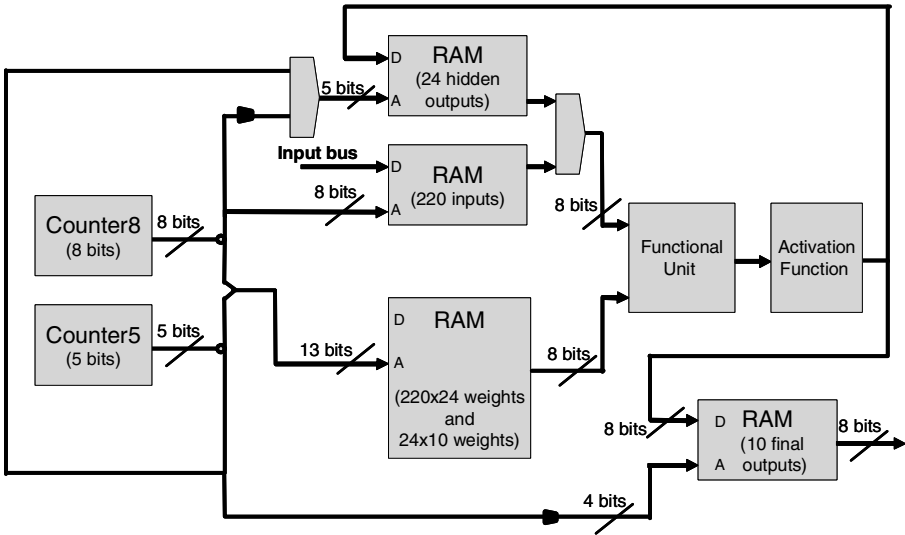 D
RAM
(24 hidden
outputs)
A
5 bits
Input bus
D
RAM
(220 inputs)
A
8 bits
Counter8
(8 bits)
8 bits
8 bits
Functional
Unit
Activation
Function
Counter5
(5 bits)
5 bits
D
RAM
A
13 bits
(220x24 weights
and
24x10 weights)
8 bits
8 bits
D
RAM
(10 final
outputs)
A
8 bits
4 bits